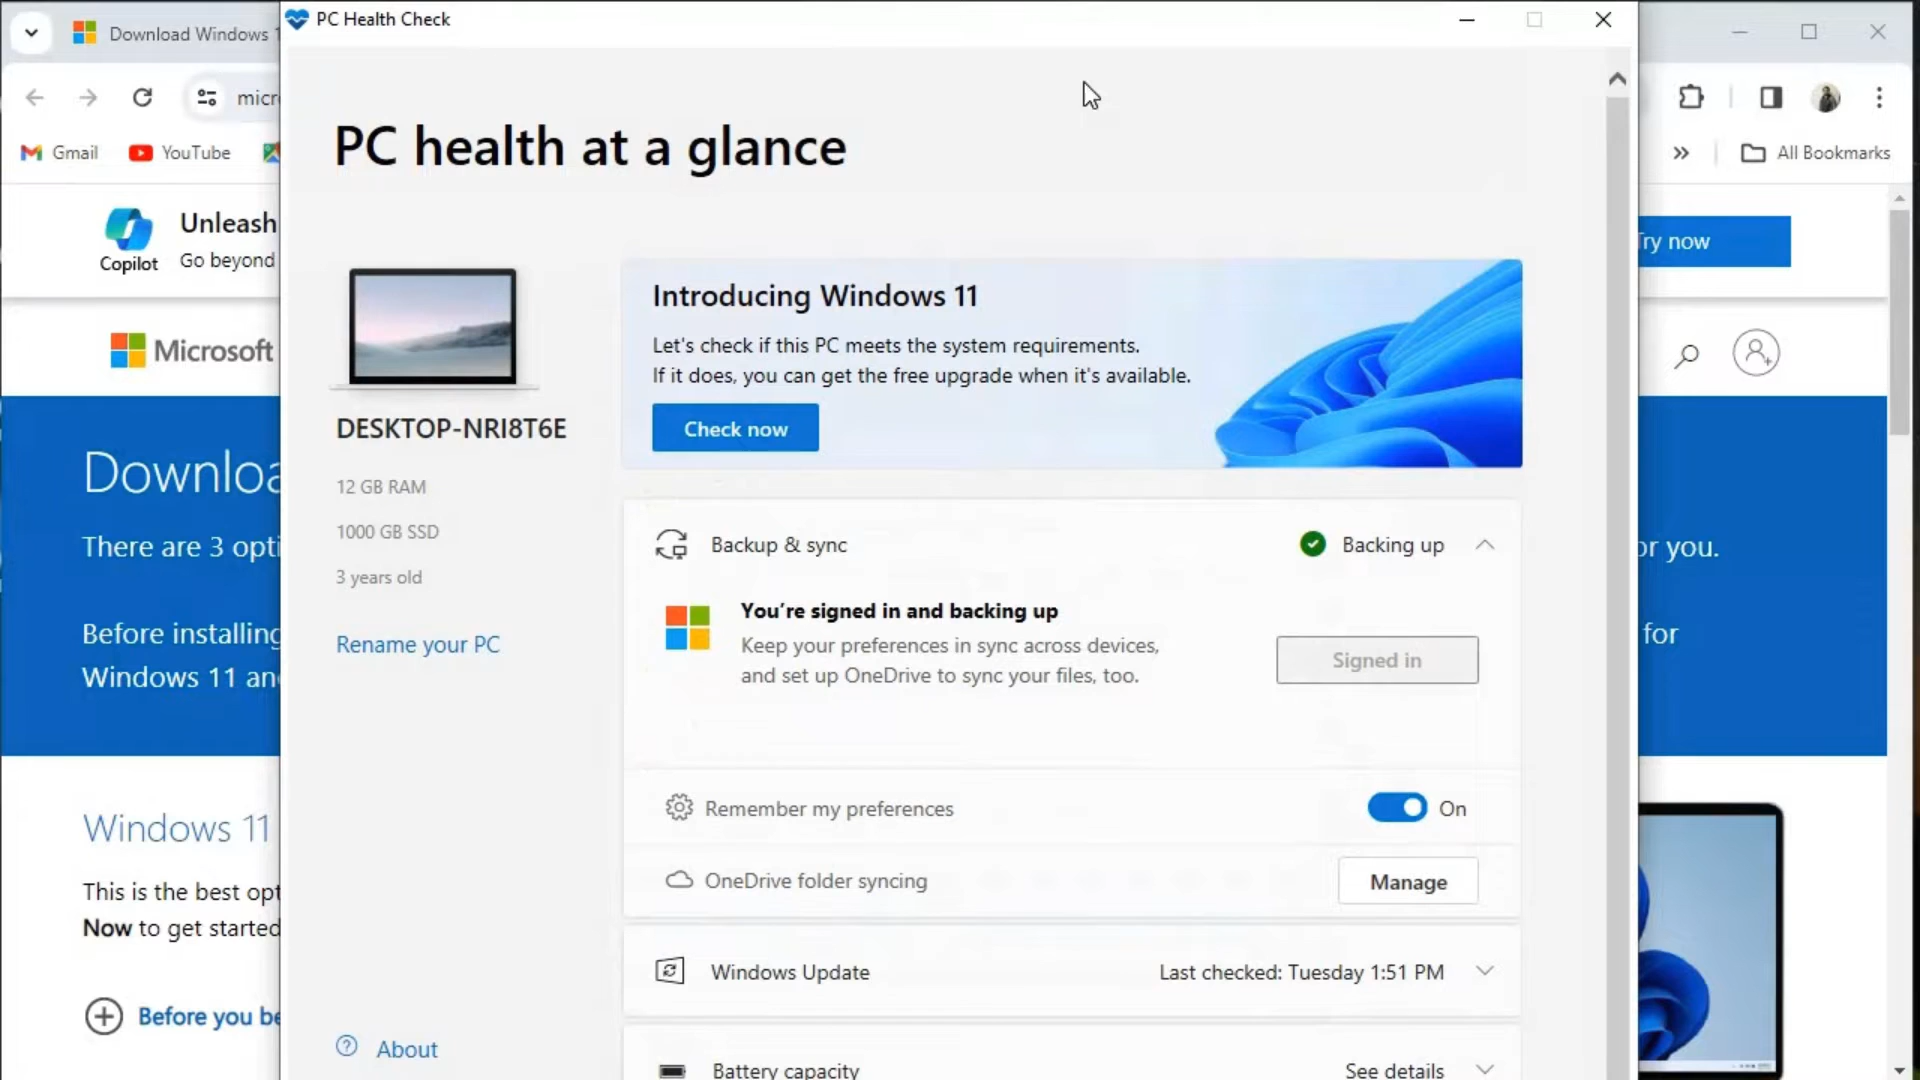 Download Windows 1
PC Health Check
micr
Gmail
YouTube
All Bookmarks
Copilot
Unleash
Go beyond
Try now
Microsoft
Downloa
There are 3 opti
or you.
Before installing
for
Windows 11 an
Windows 11
This is the best opt
Now to get started
Before you be
PC health at a glance
DESKTOP-NRI8T6E
12 GB RAM
1000 GB SSD
3 years old
Rename your PC
About
Introducing Windows 11
Let's check if this PC meets the system requirements.
If it does, you can get the free upgrade when it's available.
Check now
Backup & sync
Backing up
You're signed in and backing up
Keep your preferences in sync across devices,
and set up OneDrive to sync your files, too.
Signed in
Remember my preferences
On
OneDrive folder syncing
Manage
Windows Update
Last checked: Tuesday 1:51 PM
Battery capacity
See details